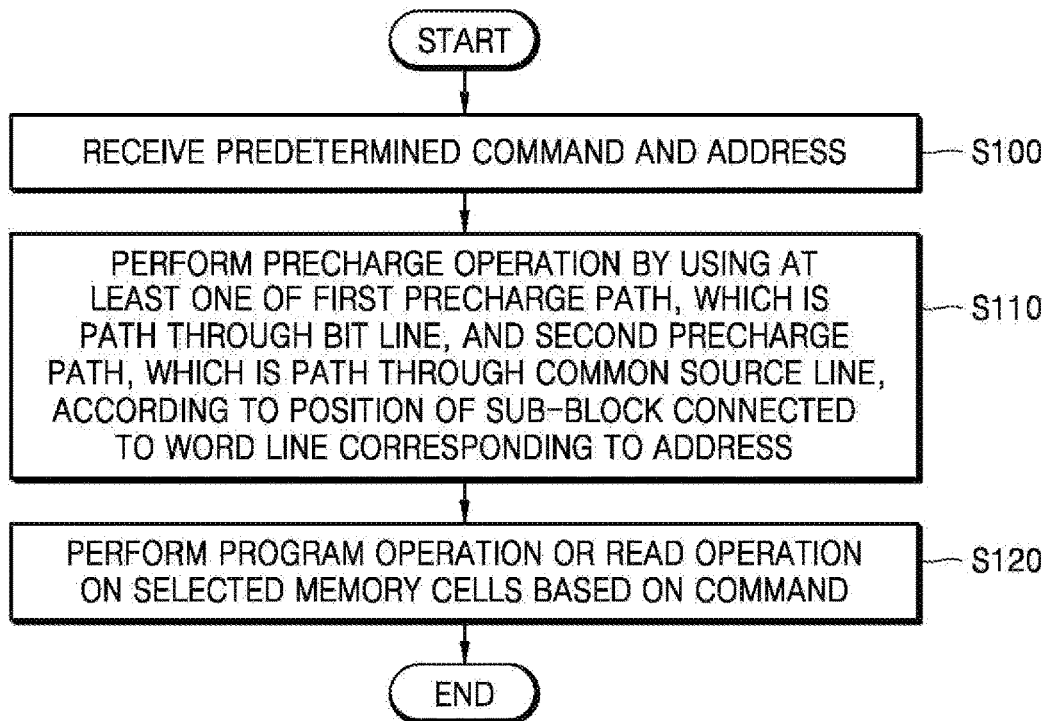 START
RECEIVE PREDETERMINED COMMAND AND ADDRESS
S100
PERFORM PRECHARGE OPERATION BY USING AT
LEAST ONE OF FIRST PRECHARGE PATH, WHICH IS
PATH THROUGH BIT LINE, AND SECOND PRECHARGE
PATH, WHICH IS PATH THROUGH COMMON SOURCE LINE,
ACCORDING TO POSITION OF SUB-BLOCK CONNECTED
TO WORD LINE CORRESPONDING TO ADDRESS
S110
PERFORM PROGRAM OPERATION OR READ OPERATION
ON SELECTED MEMORY CELLS BASED ON COMMAND
S120
END